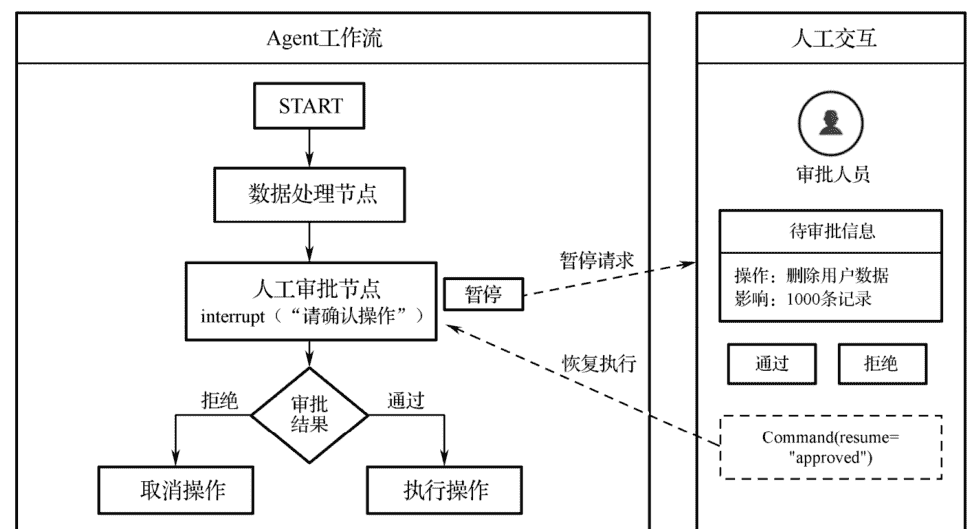 Agent工作流
START
数据处理节点
人工审批节点
interrupt（“请确认操作”）
暂停
暂停请求
恢复执行
审批
结果
拒绝
通过
取消操作
执行操作
人工交互
审批人员
待审批信息
操作：删除用户数据
影响：1000条记录
通过
拒绝
Command(resume=
"approved")